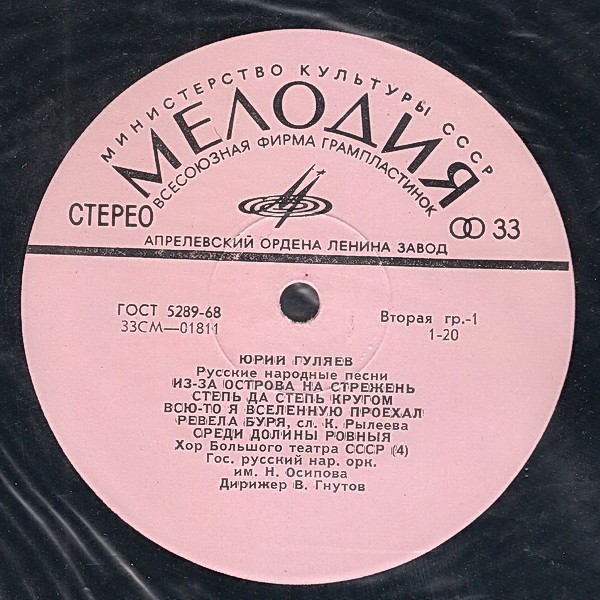 МИНИСТЕРСТВО КУЛЬТУРЫ СССР
МЕЛОДИЯ
ВСЕСОЮЗНАЯ ФИРМА ГРАМПЛАСТИНОК
СТЕРЕО
33
АПРЕЛЕВСКИЙ ОРДЕНА ЛЕНИНА ЗАВОД
ГОСТ 5289-68
33СМ—01811
Вторая гр.-1
1-20
ЮРИЙ ГУЛЯЕВ
Русские народные песни
ИЗ-ЗА ОСТРОВА НА СТРЕЖЕНЬ
СТЕПЬ ДА СТЕПЬ КРУГОМ
ВСЮ-ТО Я ВСЕЛЕННУЮ ПРОЕХАЛ
РЕВЕЛА БУРЯ, сл. К. Рылеева
СРЕДИ ДОЛИНЫ РОВНЫЯ
Хор Большого театра СССР (4)
Гос. русский нар. орк.
им. Н. Осипова
Дирижер В. Гнутов